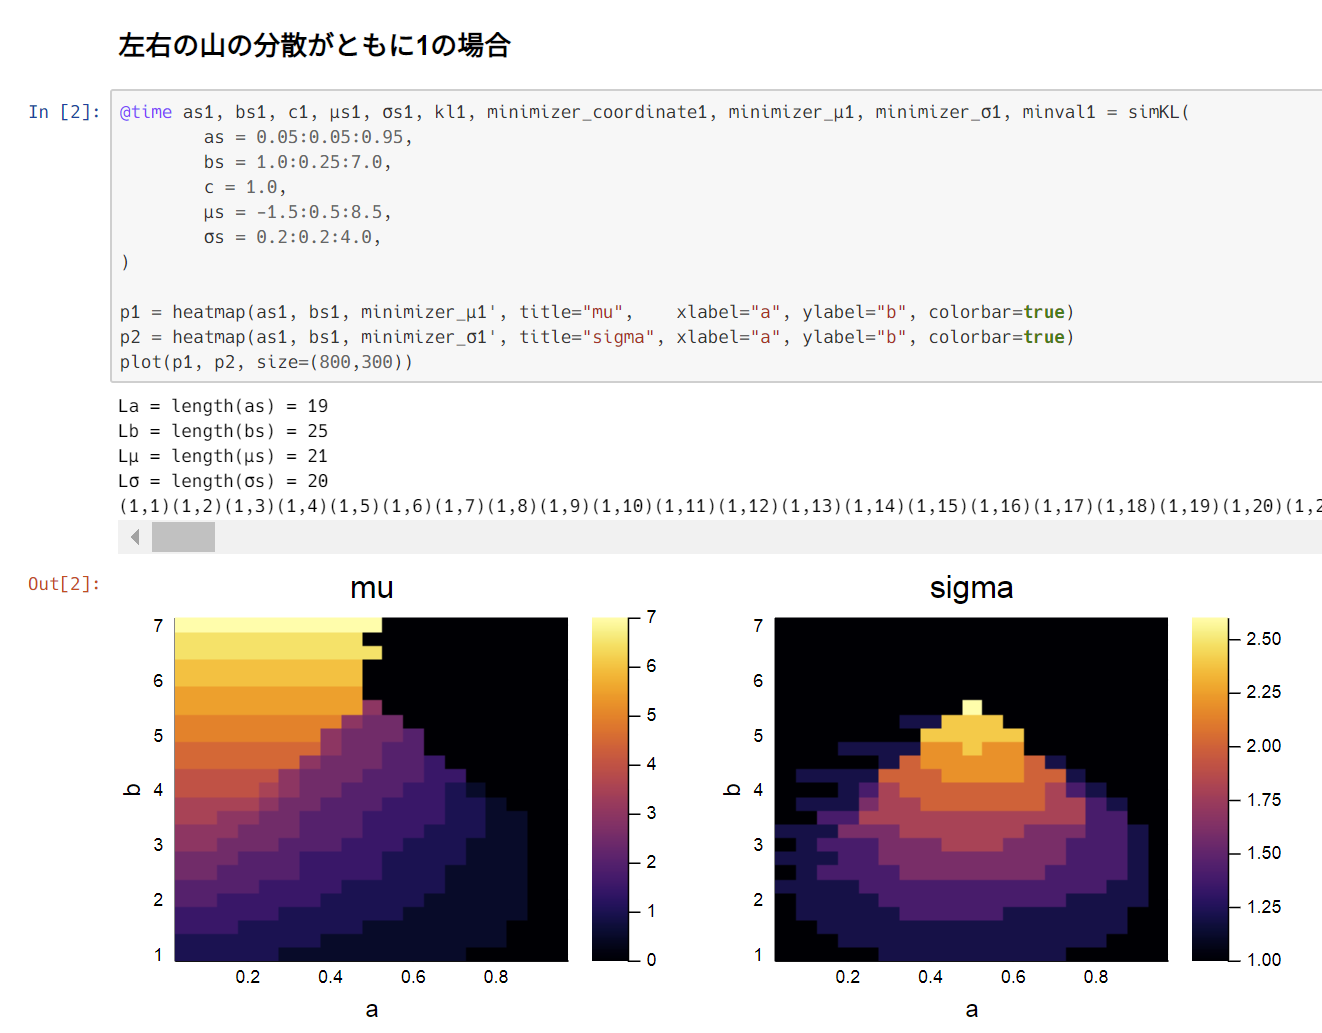 左右の山の分散がともに1の場合
In [2]: @time as1, bs1, c1, μs1, σs1, kl1, minimizer_coordinate1, minimizer_μ1, minimizer_σ1, minval1 = simKL(
as = 0.05:0.05:0.95,
bs = 1.0:0.25:7.0,
c = 1.0,
μs = -1.5:0.5:8.5,
σs = 0.2:0.2:4.0,
)
p1 = heatmap(as1, bs1, minimizer_μ1', title="mu", xlabel="a", ylabel="b", colorbar=true)
p2 = heatmap(as1, bs1, minimizer_σ1', title="sigma", xlabel="a", ylabel="b", colorbar=true)
plot(p1, p2, size=(800,300))
La = length(as) = 19
Lb = length(bs) = 25
Lμ = length(μs) = 21
Lσ = length(σs) = 20
(1,1)(1,2)(1,3)(1,4)(1,5)(1,6)(1,7)(1,8)(1,9)(1,10)(1,11)(1,12)(1,13)(1,14)(1,15)(1,16)(1,17)(1,18)(1,19)(1,20)(1,2
Out[2]:
mu
7
6
5
4
3
2
1
b
0.2 0.4 0.6 0.8
a
7
6
5
4
3
2
1
0
sigma
7
6
5
4
3
2
1
b
0.2 0.4 0.6 0.8
a
2.50
2.25
2.00
1.75
1.50
1.25
1.00